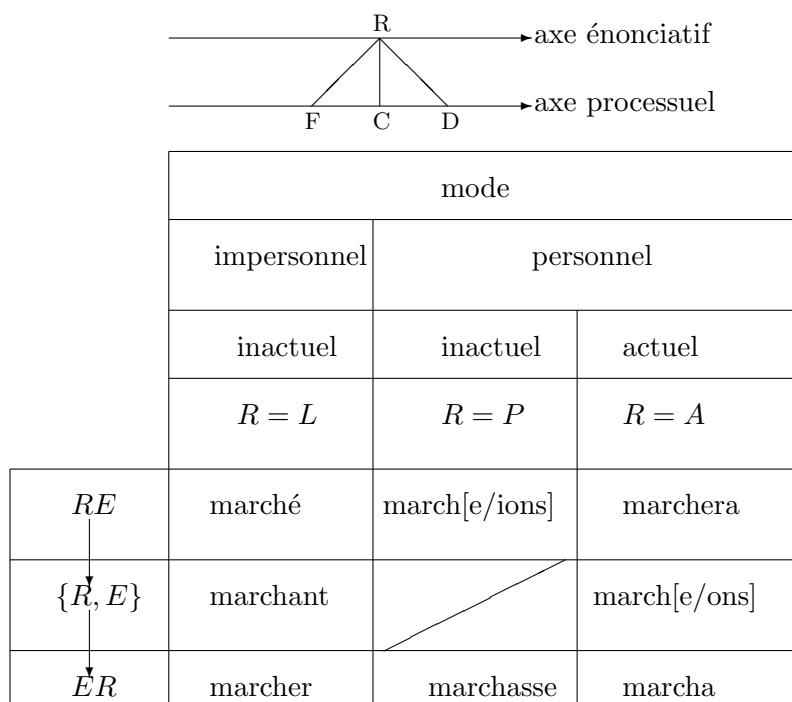 R
axe énonciatif
axe processuel
F C D
mode
impersonnel personnel
inactuel inactuel actuel
R = L R = P R = A
RE marché march[e/ions] marchera
{R, E} marchant march[e/ons]
ER marcher marchasse marcha